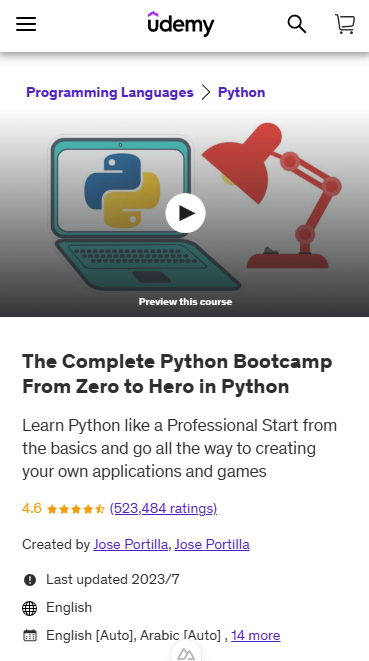 udemy
Programming Languages > Python
Preview this course
The Complete Python Bootcamp
From Zero to Hero in Python
Learn Python like a Professional Start from
the basics and go all the way to creating
your own applications and games
4.6 (523,484 ratings)
Created by Jose Portilla, Jose Portilla
Last updated 2023/7
English
English [Auto], Arabic [Auto] , 14 more